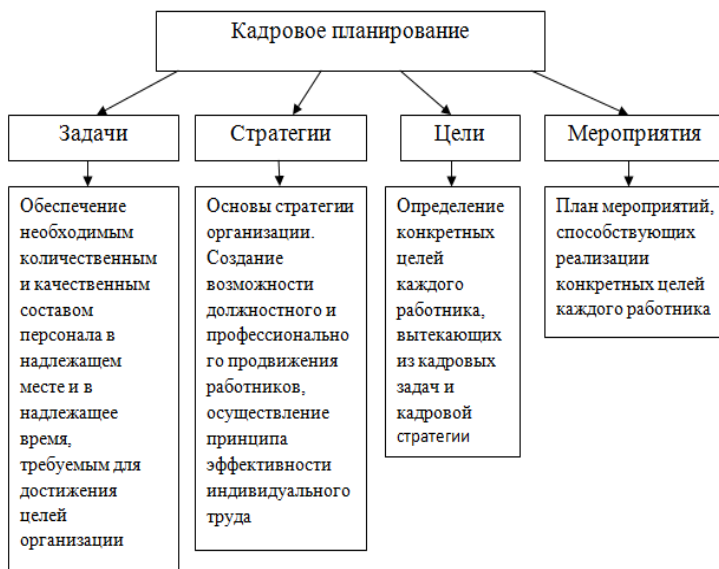 Кадровое планирование
Задачи
Стратегии
Цели
Мероприятия
Обеспечение
необходимым
количественным
и качественным
составом
персонала в
надлежащем
месте и в
надлежащее
время,
требуемым для
достижения
целей
организации
Основы стратегии
организации.
Создание
возможности
должностного и
профессионально
го продвижения
работников,
осуществление
принципа
эффективности
индивидуального
труда
Определение
конкретных
целей
каждого
работника,
вытекающих
из кадровых
задач и
кадровой
стратегии
План мероприятий,
способствующих
реализации
конкретных целей
каждого работника